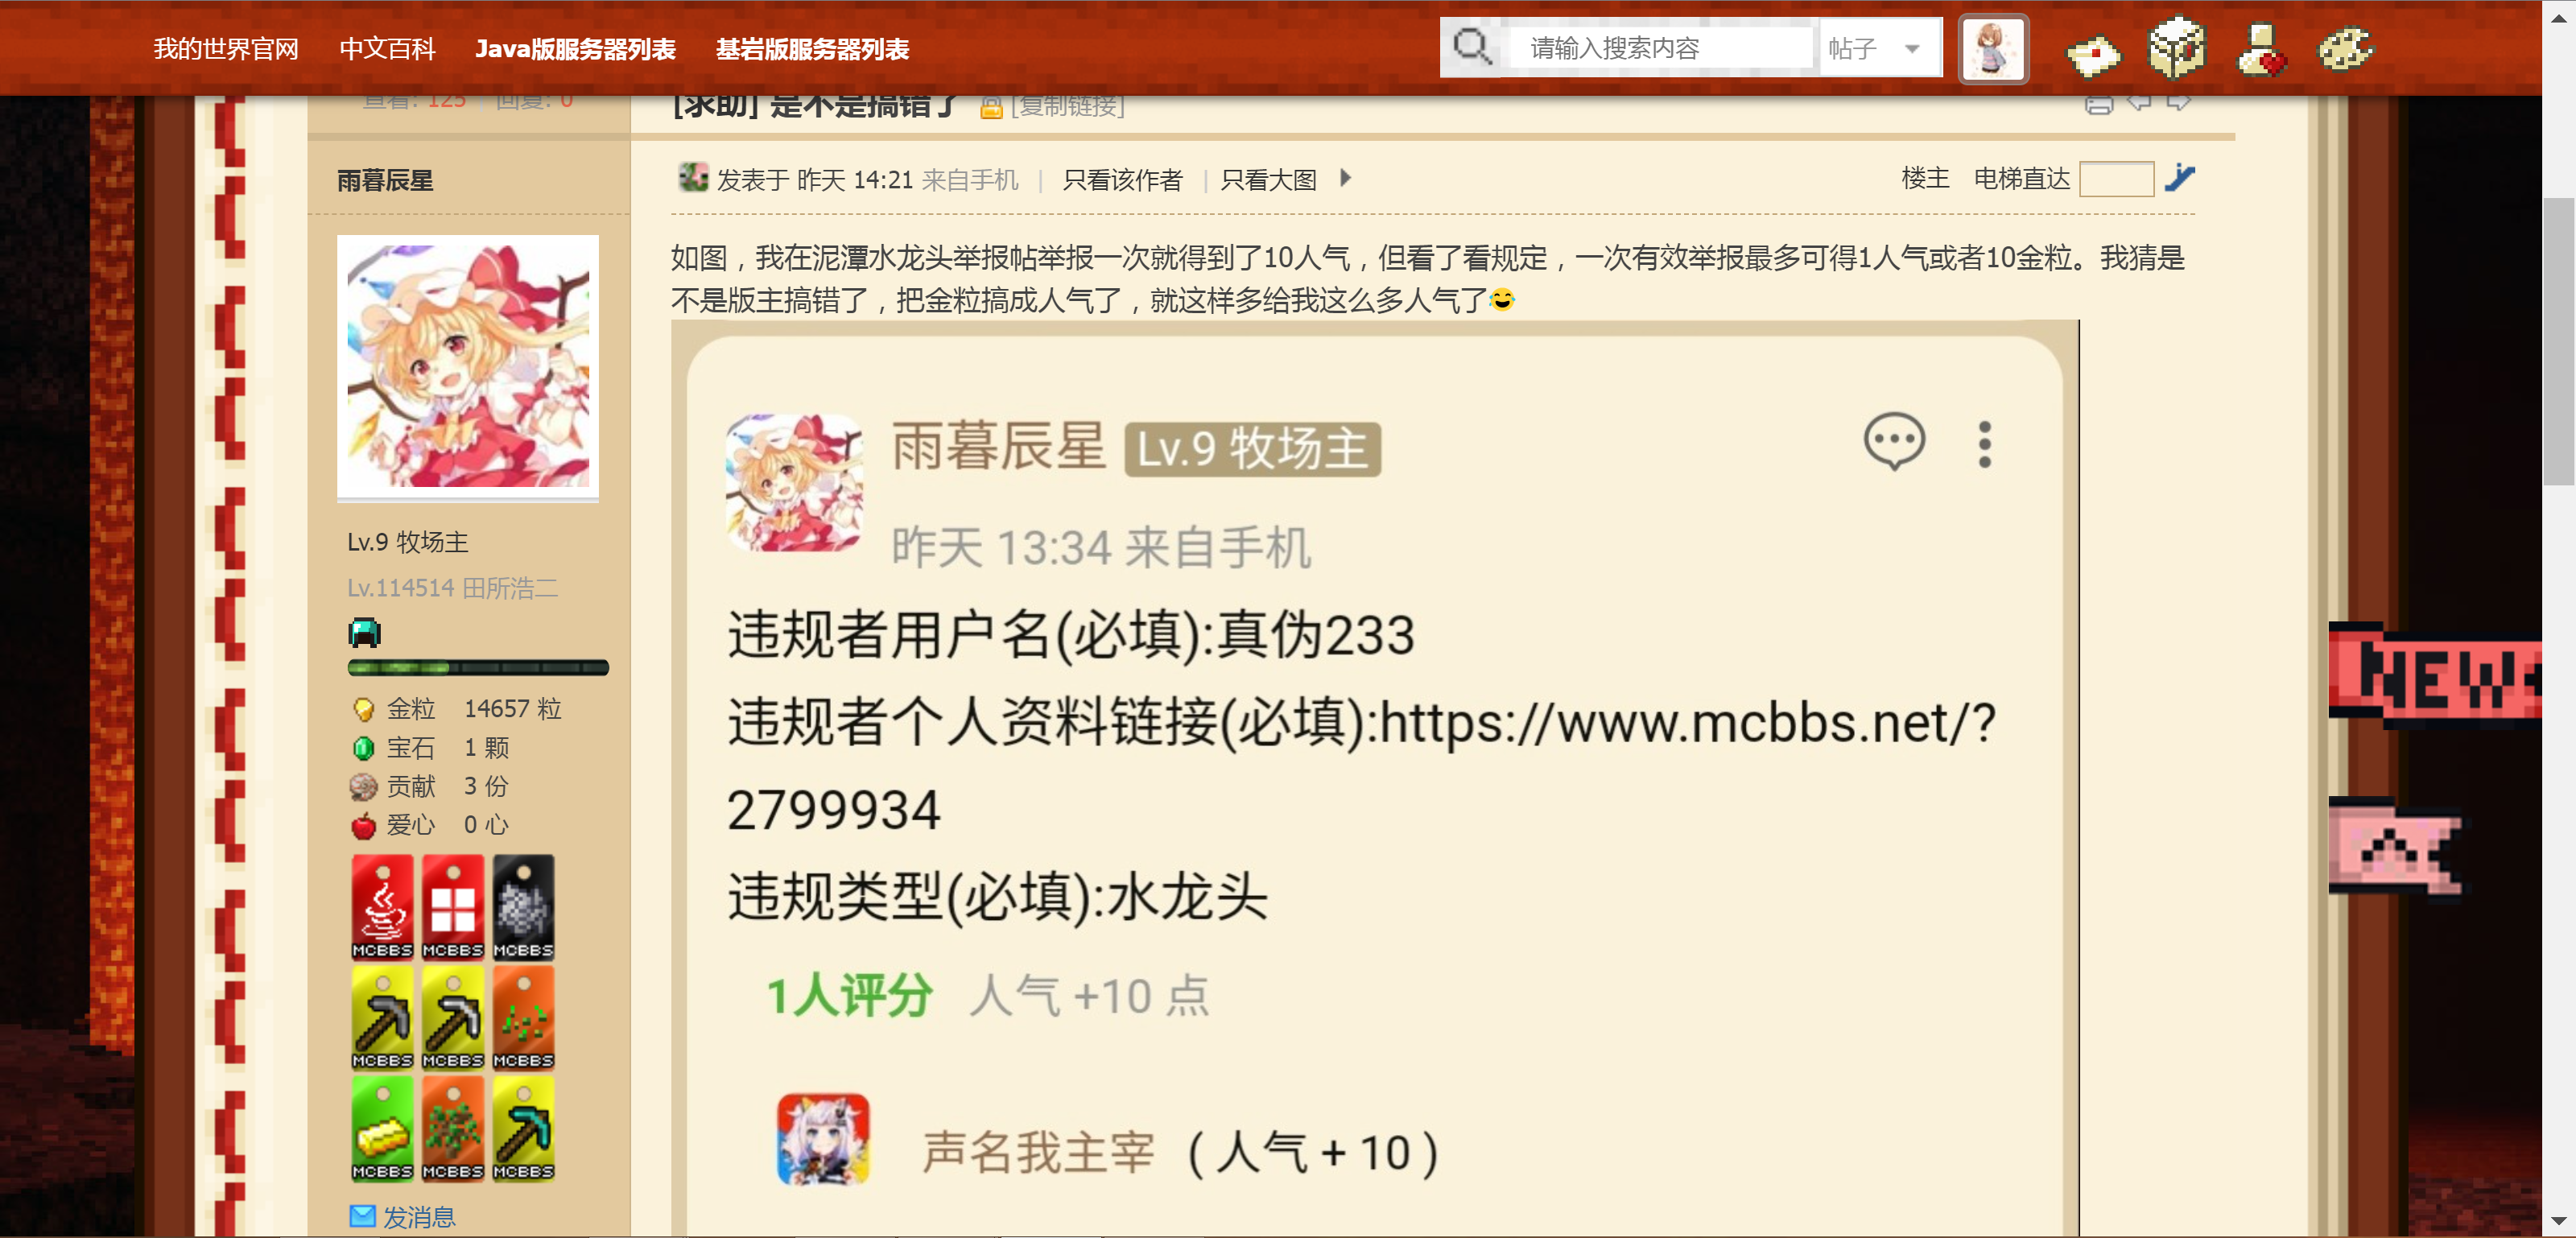 我的世界官网 中文百科 Java版服务器列表 基岩版服务器列表
请输入搜索内容 帖子
查看: 125 | 回复: 0
[求助] 是不是搞错了 [复制链接]
雨暮辰星
发表于 昨天 14:21 来自手机 | 只看该作者 | 只看大图
楼主 电梯直达
如图，我在泥潭水龙头举报帖举报一次就得到了10人气，但看了看规定，一次有效举报最多可得1人气或者10金粒。我猜是
不是版主搞错了，把金粒搞成人气了，就这样多给我这么多人气了😂
Lv.9 牧场主
Lv.114514 田所浩二
金粒 14657 粒
宝石 1 颗
贡献 3 份
爱心 0 心
MCBBS MCBBS MCBBS
MCBBS MCBBS MCBBS
MCBBS MCBBS MCBBS
发消息
雨暮辰星 Lv.9 牧场主
昨天 13:34 来自手机
违规者用户名(必填):真伪233
违规者个人资料链接(必填):https://www.mcbbs.net/?
2799934
违规类型(必填):水龙头
1人评分 人气 +10 点
声名我主宰 ( 人气 + 10 )
NEW